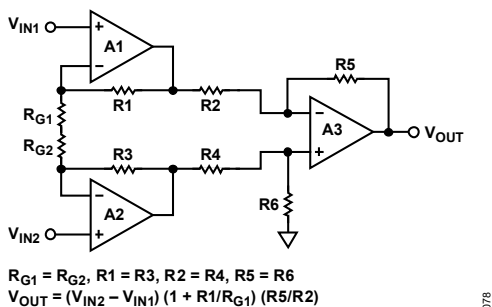 V_IN1
A1
R1
R2
R5
R_G1
R_G2
A3
V_OUT
R3
R4
R6
A2
V_IN2
R_G1 = R_G2, R1 = R3, R2 = R4, R5 = R6
V_OUT = (V_IN2 – V_IN1) (1 + R1/R_G1) (R5/R2)
078